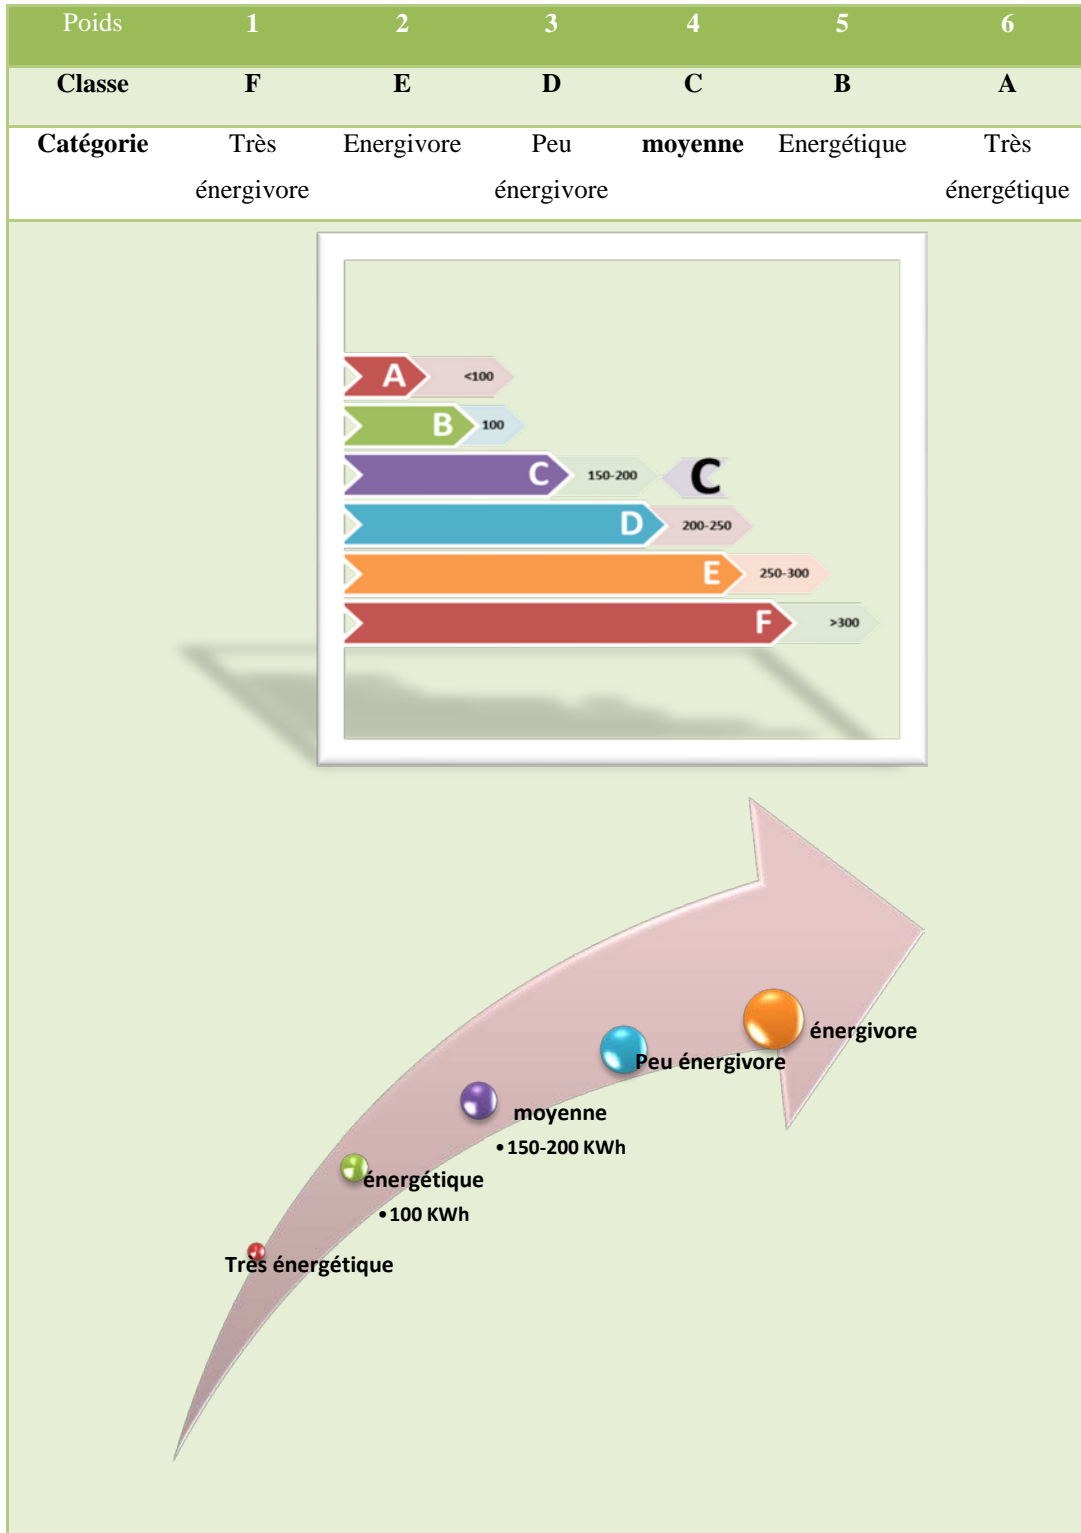 Poids 1 2 3 4 5 6
Classe F E D C B A
Catégorie Très Energivore Peu moyenne Energétique Très
énergivore énergivore énergétique
A <100
B 100
C 150-200 C
D 200-250
E 250-300
F >300
énergivore
Peu énergivore
moyenne
•150-200 KWh
énergétique
•100 KWh
Très énergétique